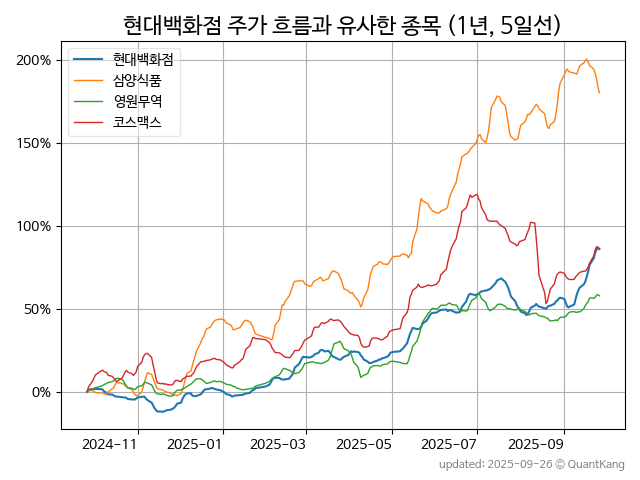 현대백화점 주가 흐름과 유사한 종목 (1년, 5일선)
200%
150%
100%
50%
0%
현대백화점
삼양식품
영원무역
코스맥스
2024-11
2025-01
2025-03
2025-05
2025-07
2025-09
updated: 2025-09-26 © QuantKang